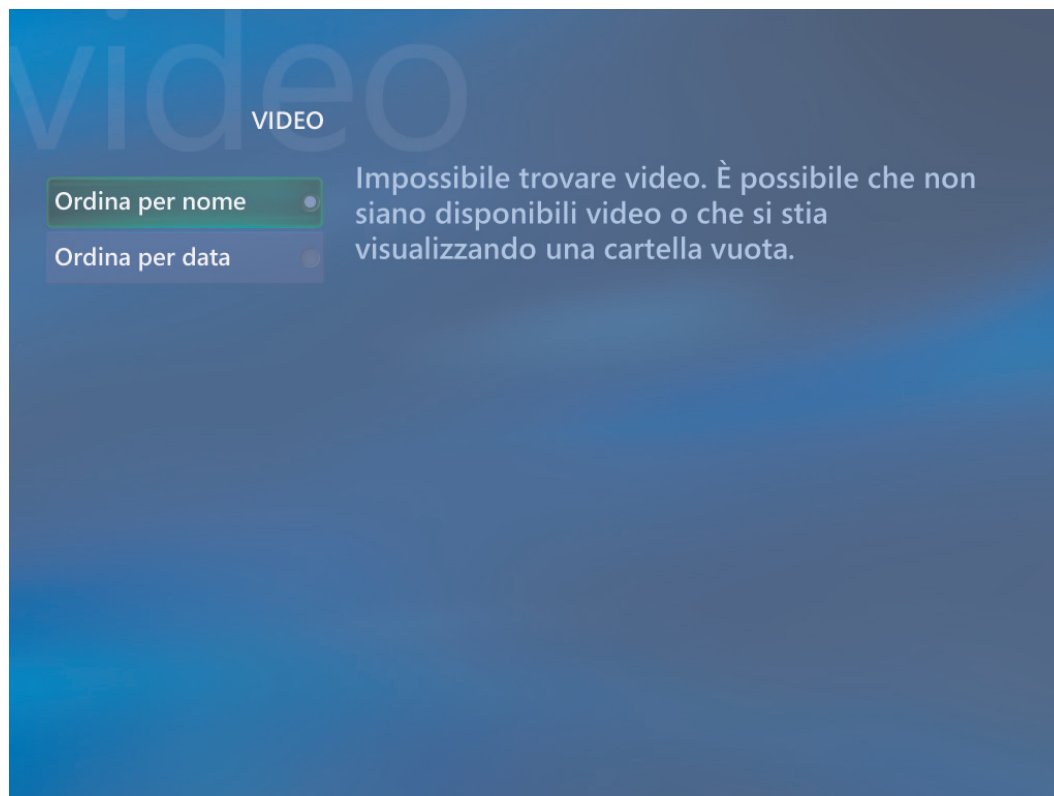 video
VIDEO
Ordina per nome
Ordina per data
Impossibile trovare video. È possibile che non
siano disponibili video o che si stia
visualizzando una cartella vuota.